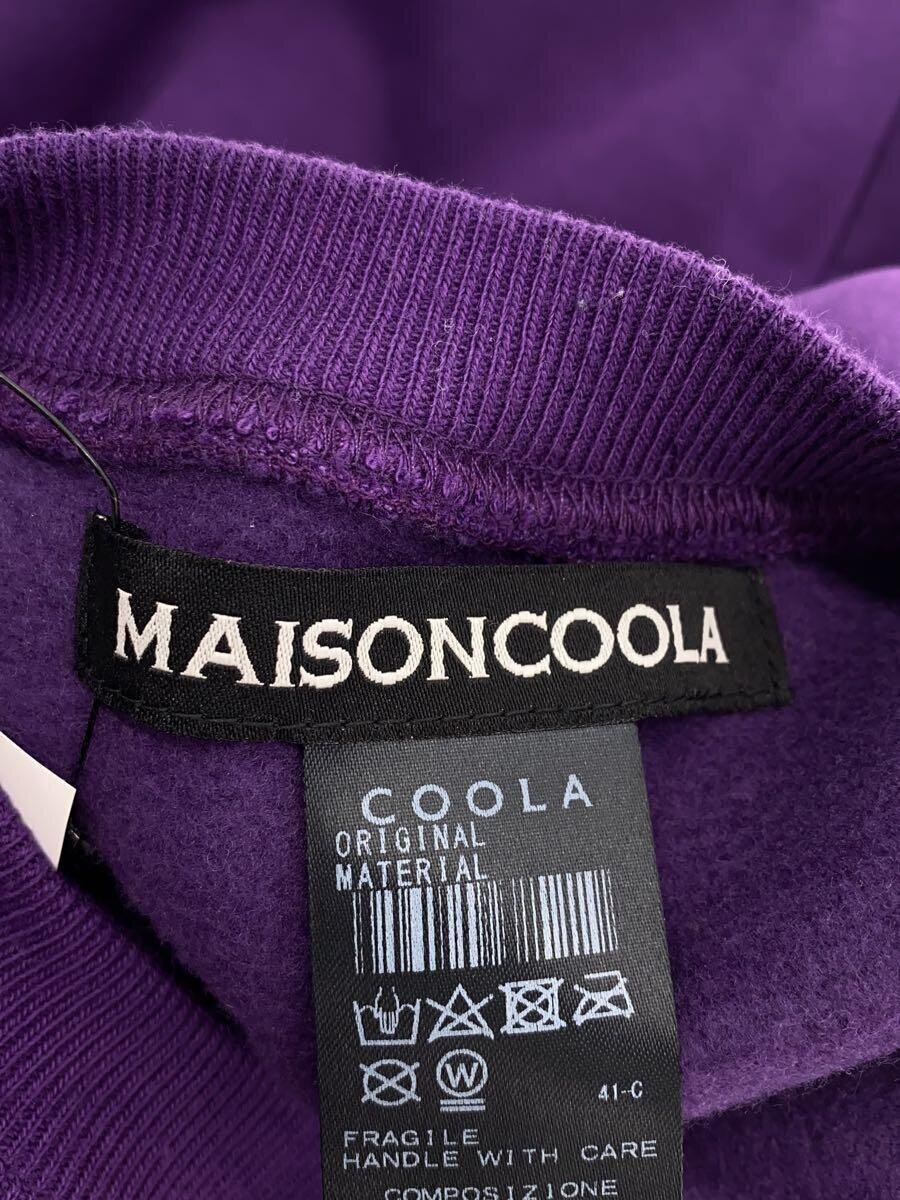 MAISONCOOLA
COOLA
ORIGINAL
MATERIAL
W
41-C
FRAGILE
HANDLE WITH CARE
COMPOSIZIONE